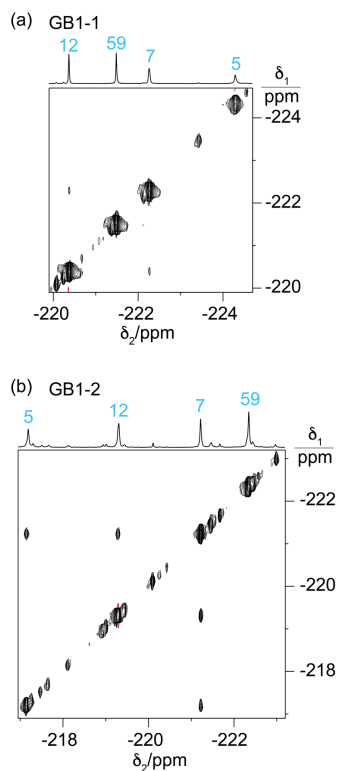 (a) GB1-1
12 59 7 5
δ1
ppm
-224
-222
-220
-220 -222 -224
δ2/ppm
(b) GB1-2
5 12 7 59
δ1
ppm
-222
-220
-218
-218 -220 -222
δ2/ppm